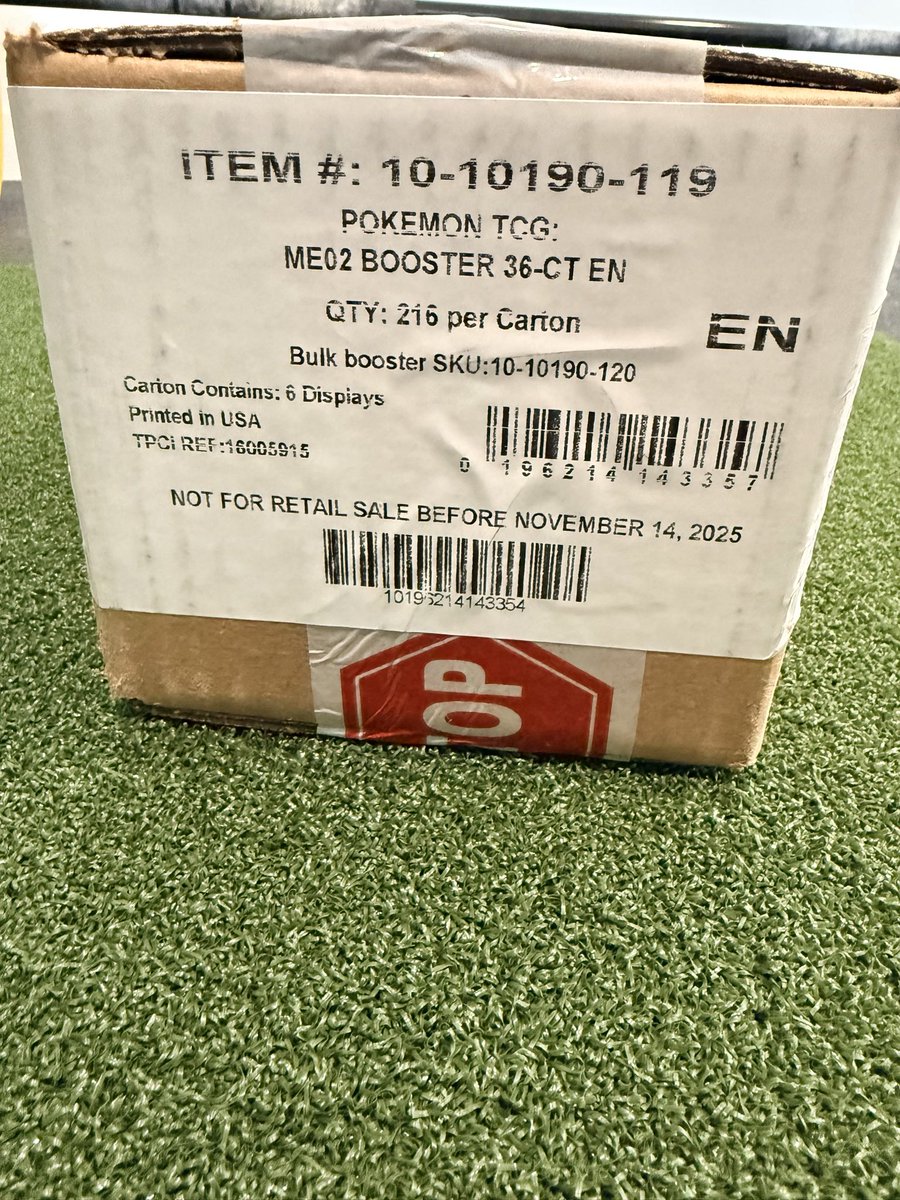 ITEM #: 10-10190-119
POKEMON TCG:
ME02 BOOSTER 36-CT EN
QTY: 216 per Carton
EN
Bulk booster SKU:10-10190-120
Carton Contains: 6 Displays
Printed in USA
TPCI REF:16005915
0 196214 143357
NOT FOR RETAIL SALE BEFORE NOVEMBER 14, 2025
10196214143354
TOP